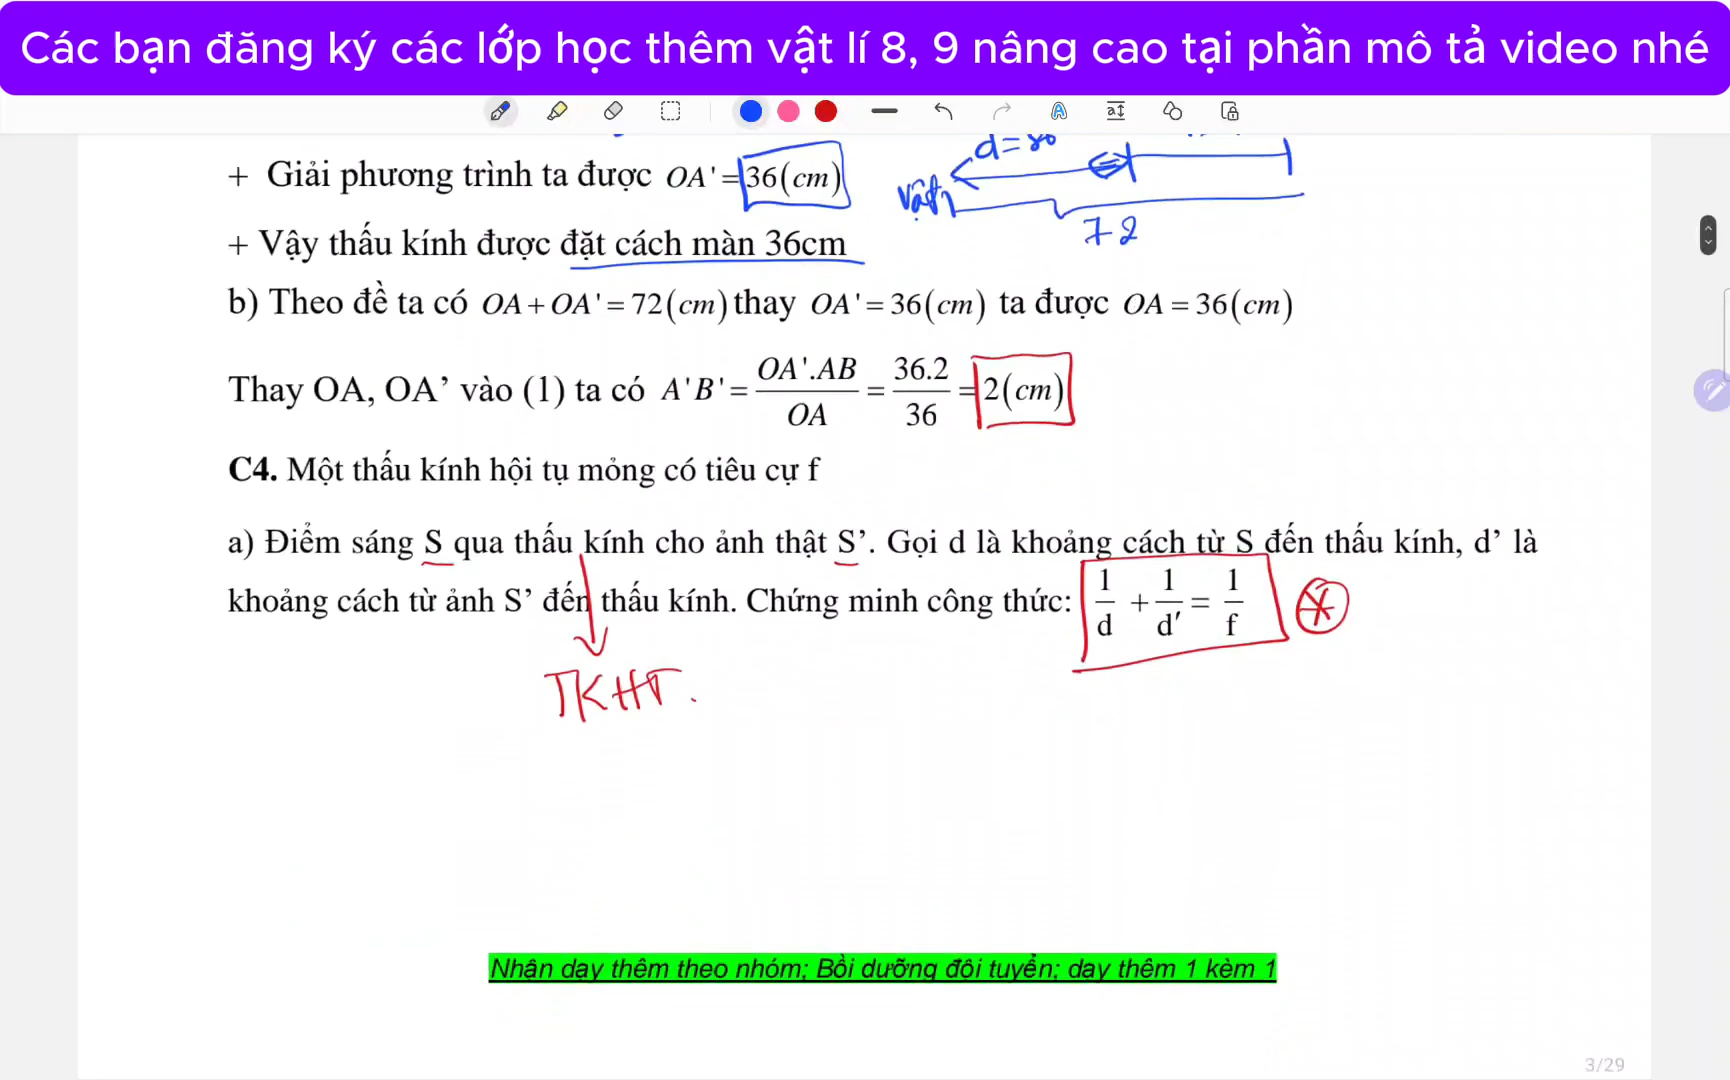 Các bạn đăng ký các lớp học thêm vật lí 8, 9 nâng cao tại phần mô tả video nhé
+ Giải phương trình ta được OA'=36(cm)
d=
vật
72
+ Vậy thấu kính được đặt cách màn 36cm
b) Theo đề ta có OA+OA'=72(cm) thay OA'=36(cm) ta được OA=36(cm)
Thay OA, OA’ vào (1) ta có A'B'= OA'.AB / OA = 36.2 / 36 = 2(cm)
C4. Một thấu kính hội tụ mỏng có tiêu cự f
a) Điểm sáng S qua thấu kính cho ảnh thật S’. Gọi d là khoảng cách từ S đến thấu kính, d’ là
khoảng cách từ ảnh S’ đến thấu kính. Chứng minh công thức: 1/d + 1/d′ = 1/f
TKHT.
Nhận dạy thêm theo nhóm; Bồi dưỡng đội tuyển; dạy thêm 1 kèm 1
3/29